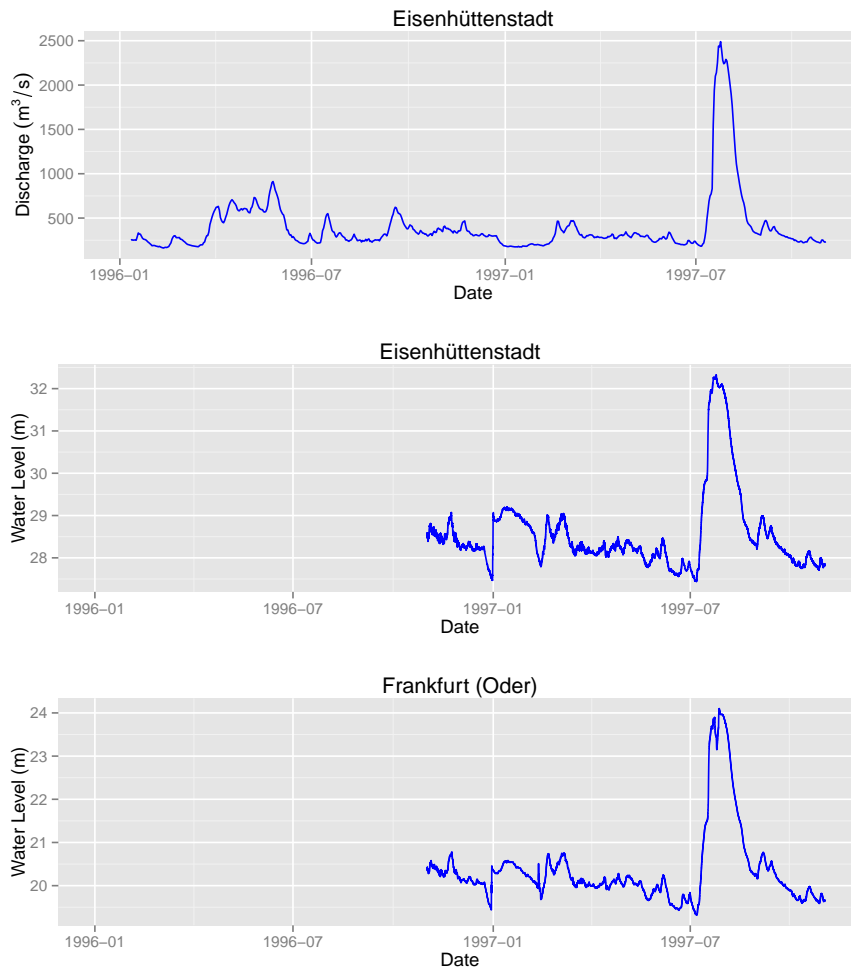 Eisenhüttenstadt
Discharge (m³/s)
2500
2000
1500
1000
500
1996−01 1996−07 1997−01 1997−07
Date
Eisenhüttenstadt
Water Level (m)
32
31
30
29
28
1996−01 1996−07 1997−01 1997−07
Date
Frankfurt (Oder)
Water Level (m)
24
23
22
21
20
1996−01 1996−07 1997−01 1997−07
Date